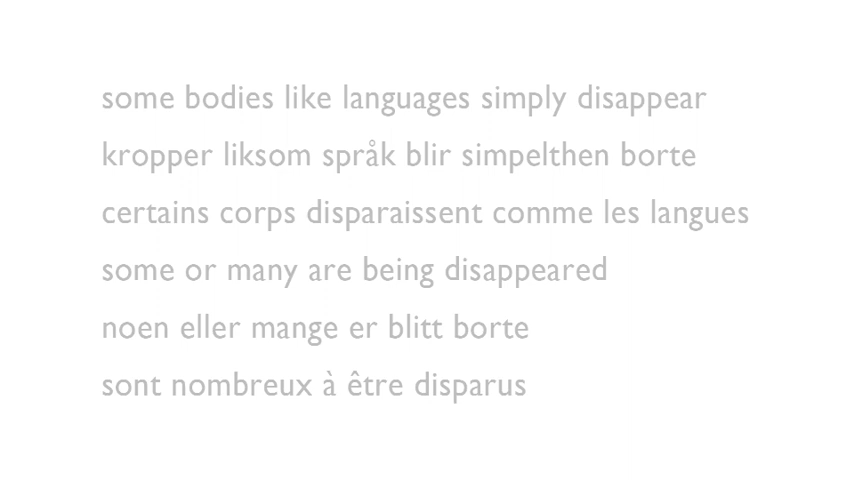 some bodies like languages simply disappear
kropper liksom språk blir simpelthen borte
certains corps disparaissent comme les langues
some or many are being disappeared
noen eller mange er blitt borte
sont nombreux à être disparus